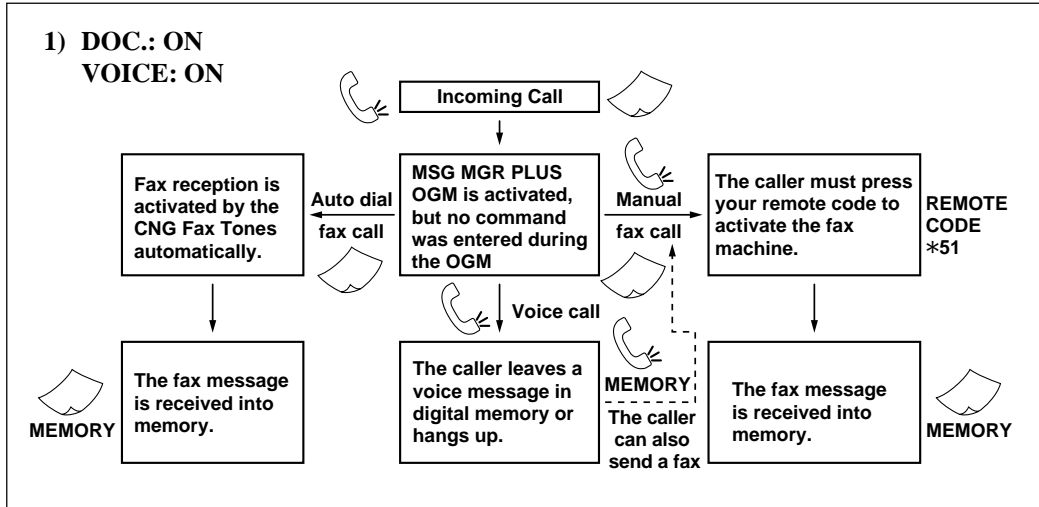 1) DOC.: ON
VOICE: ON
Incoming Call
Fax reception is
activated by the
CNG Fax Tones
automatically.
Auto dial
fax call
MSG MGR PLUS
OGM is activated,
but no command
was entered during
the OGM
Manual
fax call
The caller must press
your remote code to
activate the fax
machine.
REMOTE
CODE
*51
Voice call
MEMORY
The fax message
is received into
memory.
The caller leaves a
voice message in
digital memory or
hangs up.
MEMORY
The caller
can also
send a fax
The fax message
is received into
memory.
MEMORY